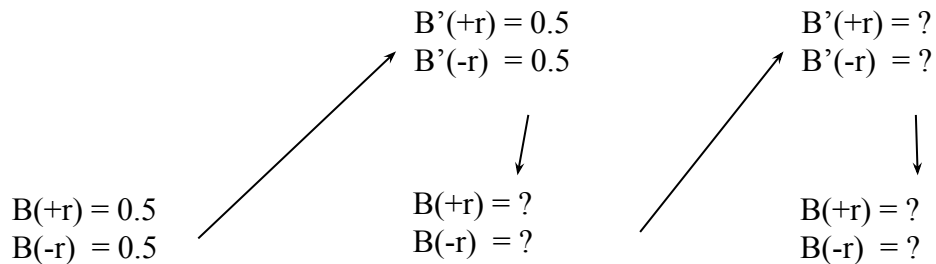 B’(+r) = 0.5
B’(-r) = 0.5
B’(+r) = ?
B’(-r) = ?
B(+r) = 0.5
B(-r) = 0.5
B(+r) = ?
B(-r) = ?
B(+r) = ?
B(-r) = ?